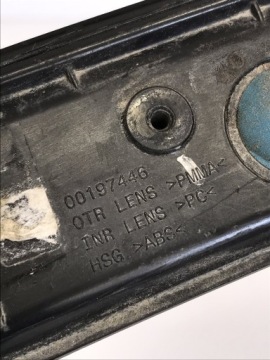 00197446
OTR LENS >PMMA<
INR LENS >PC<
HSG >ABS<